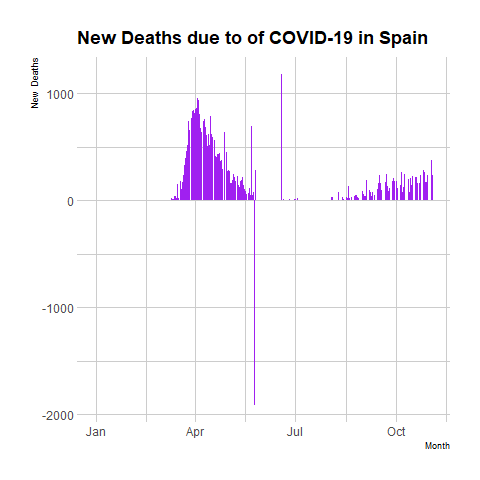 New Deaths due to of COVID-19 in Spain
New Deaths
1000
0
-1000
-2000
Jan Apr Jul Oct
Month